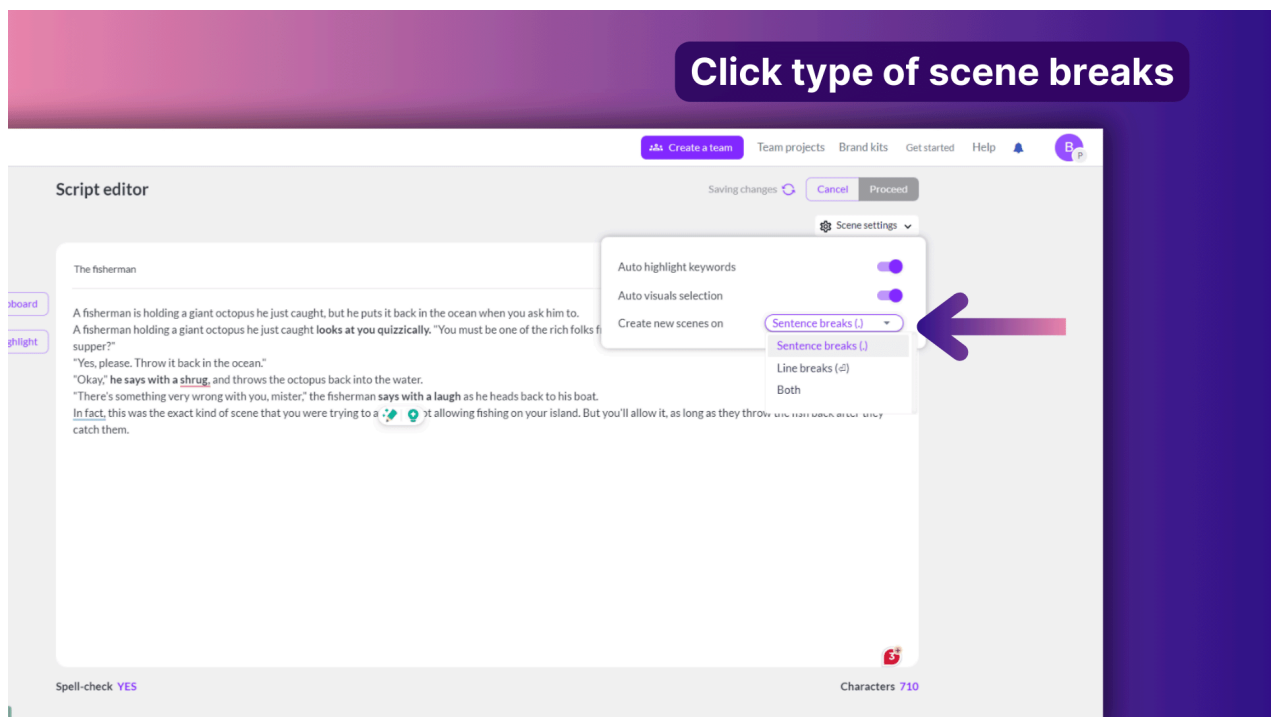 Click type of scene breaks
Create a team
Team projects
Brand kits
Get started
Help
B
P
Script editor
Saving changes
Cancel
Proceed
Scene settings
The fisherman
Auto highlight keywords
Auto visuals selection
Create new scenes on
Sentence breaks (.)
Sentence breaks (.)
Line breaks (⏎)
Both
A fisherman is holding a giant octopus he just caught, but he puts it back in the ocean when you ask him to.
A fisherman holding a giant octopus he just caught looks at you quizzically. "You must be one of the rich folks
supper?"
"Yes, please. Throw it back in the ocean."
"Okay," he says with a shrug, and throws the octopus back into the water.
"There's something very wrong with you, mister," the fisherman says with a laugh as he heads back to his boat.
In fact, this was the exact kind of scene that you were trying to allowing fishing on your island. But you'll allow it, as long as they throw the fish back after they
catch them.
Spell-check YES
Characters 710